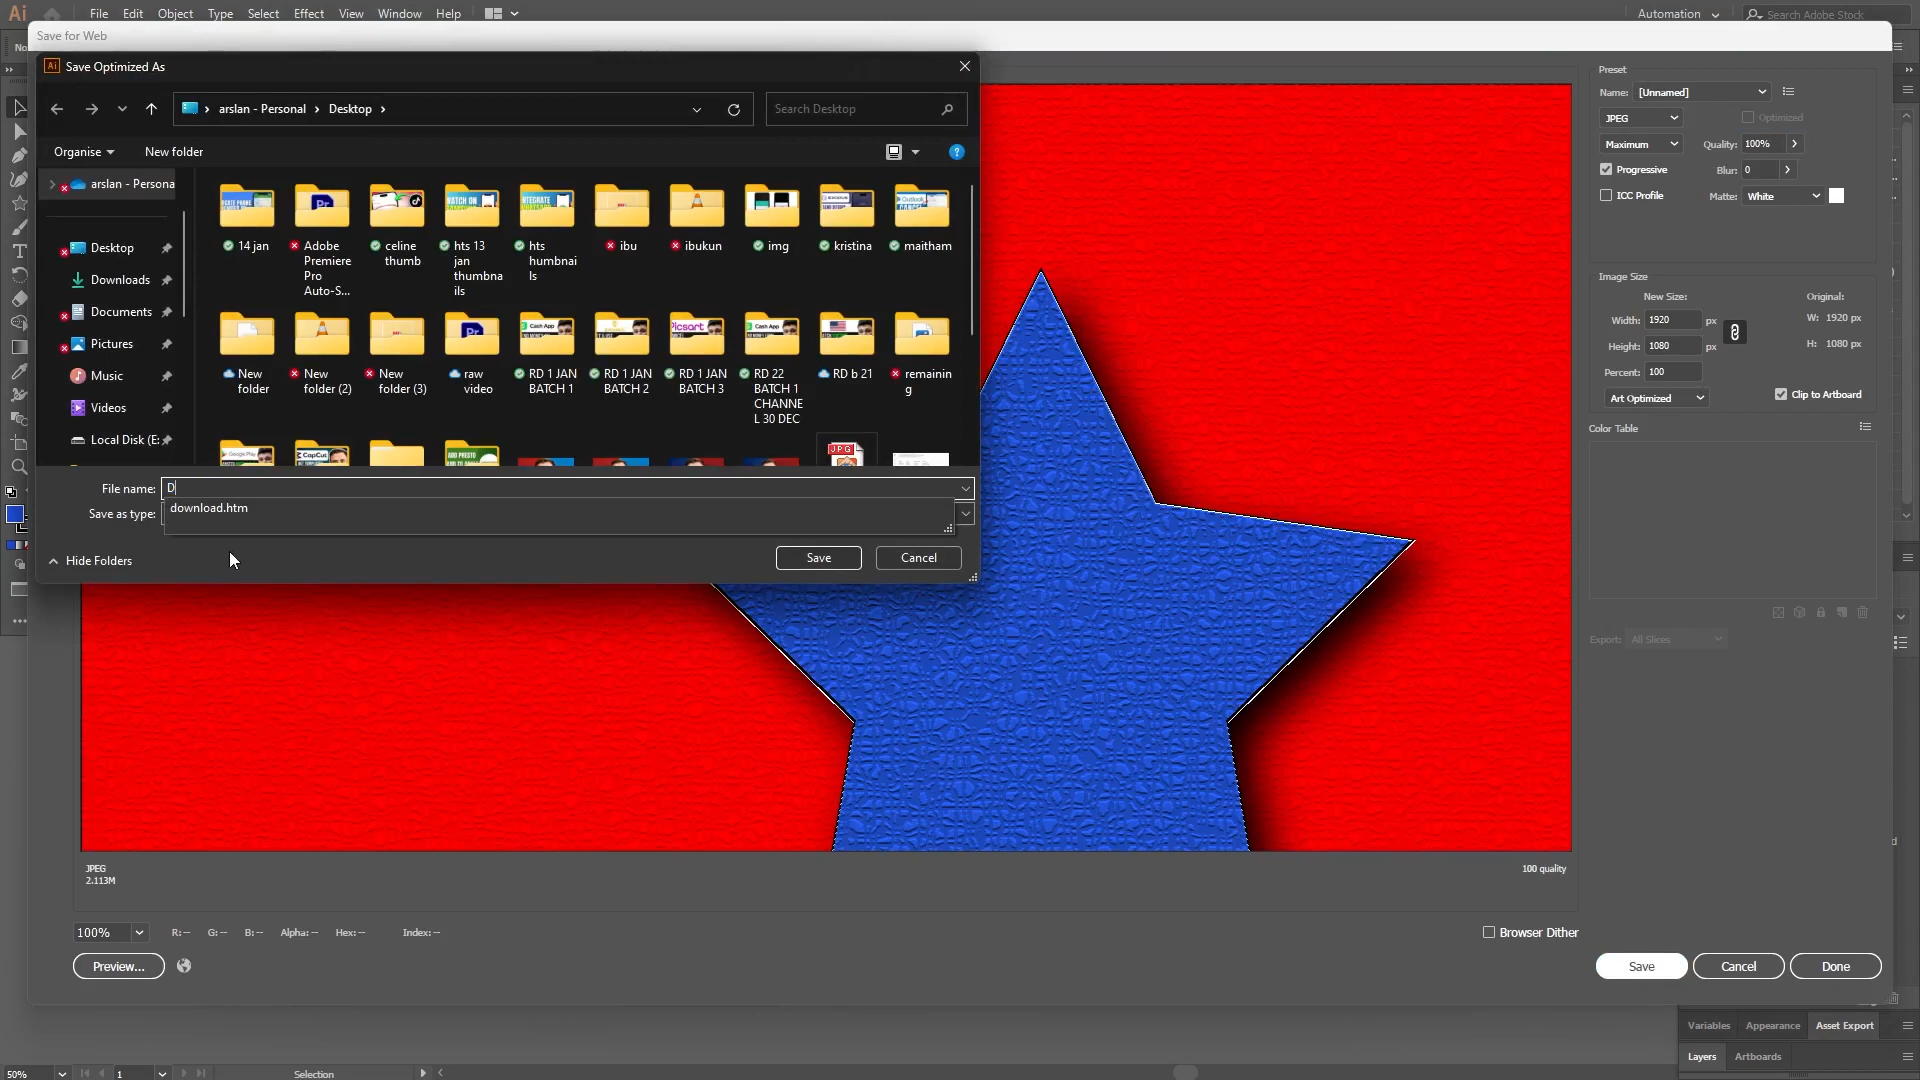 Ai File Edit Object Type Select Effect View Window Help Automation Search Adobe Stock
Save for Web
Ai Save Optimized As
arslan - Personal Desktop Search Desktop
Organise New folder
arslan - Persona
Desktop
Downloads
Documents
Pictures
Music
Videos
Local Disk (E:
14 jan
Adobe
Premiere
Pro
Auto-S...
celine
thumb
hts 13
jan
thumbna
ils
hts
humbnai
ls
ibu
ibukun
img
kristina
maitham
New
folder
New
folder (2)
New
folder (3)
raw
video
RD 1 JAN
BATCH 1
RD 1 JAN
BATCH 2
RD 1 JAN
BATCH 3
RD 22
BATCH 1
CHANNE
L 30 DEC
RD b 21
remainin
g
File name: D
download.htm
Save as type:
Hide Folders
Save Cancel
Preset
Name: [Unnamed]
JPEG Optimized
Maximum Quality: 100%
Progressive Blur: 0
ICC Profile Matte: White
Image Size
New Size: Original:
Width: 1920 px W: 1920 px
Height: 1080 px H: 1080 px
Percent: 100
Art Optimized Clip to Artboard
Color Table
Export: All Slices
JPEG
2.113M
100 quality
100% R: -- G: -- B: -- Alpha: -- Hex: -- Index: --
Browser Dither
Preview...
Save Cancel Done
Variables Appearance Asset Export
Layers Artboards
50% 1 Selection